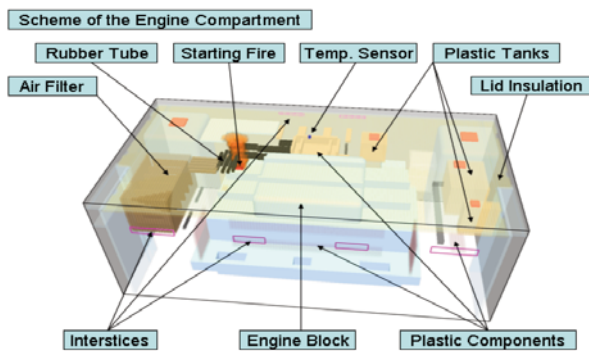 Scheme of the Engine Compartment
Rubber Tube
Starting Fire
Temp. Sensor
Plastic Tanks
Air Filter
Lid Insulation
Interstices
Engine Block
Plastic Components